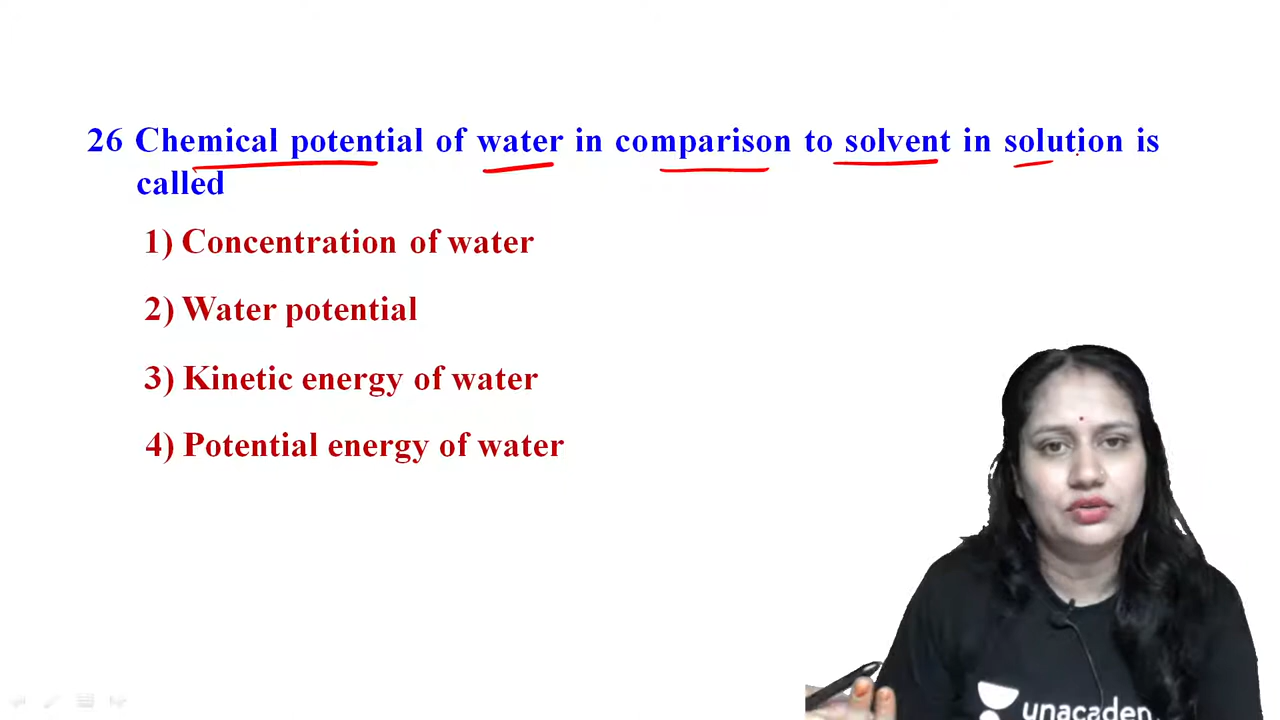 26 Chemical potential of water in comparison to solvent in solution is
called
1) Concentration of water
2) Water potential
3) Kinetic energy of water
4) Potential energy of water
unacaden